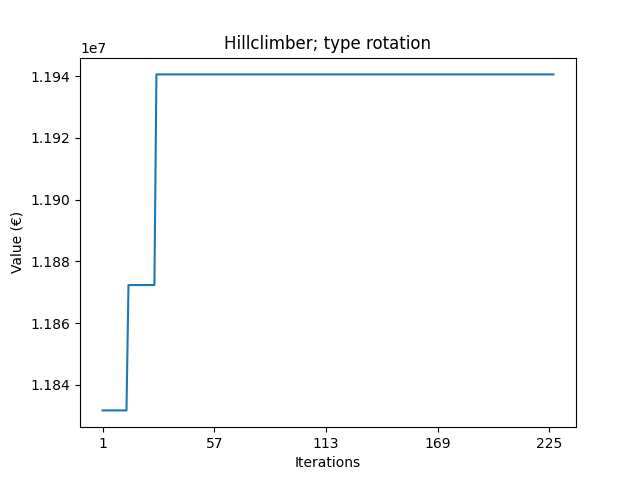 Hillclimber; type rotation
1e7
1.194
1.192
1.190
1.188
1.186
1.184
Value (€)
1 57 113 169 225
Iterations